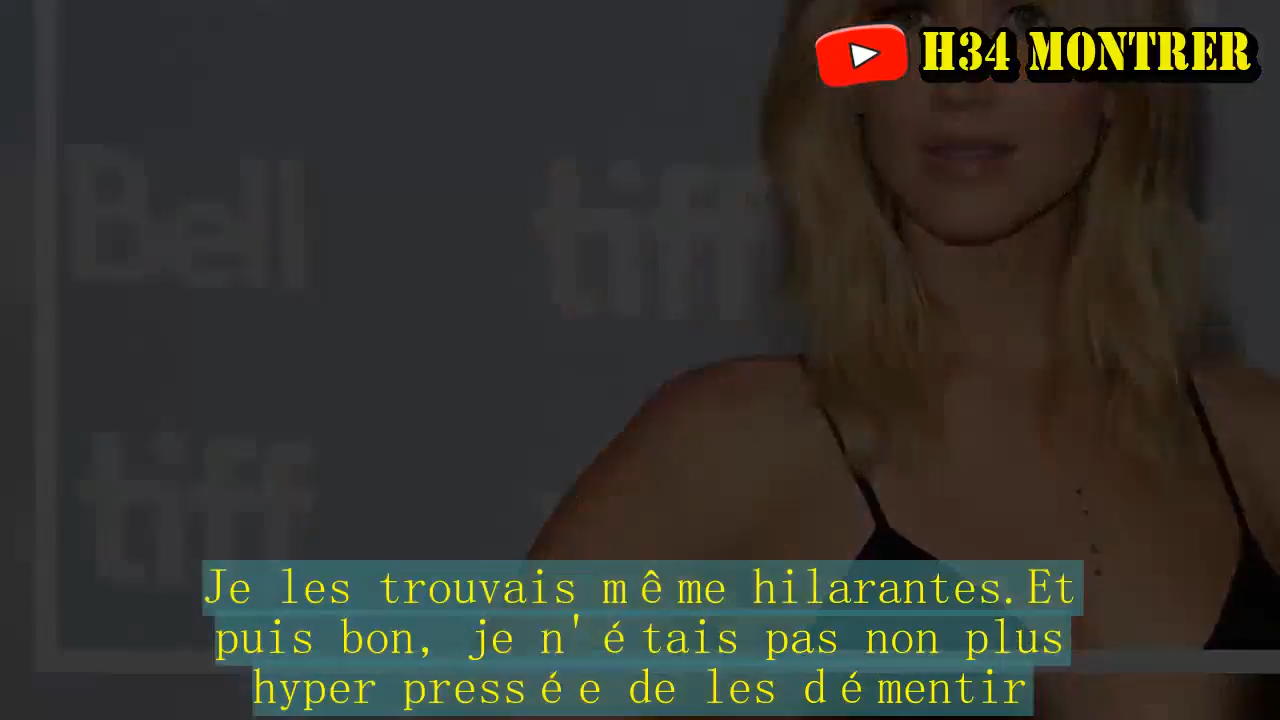 H34 MONTRER
Bell
tiff
tiff
Je les trouvais même hilarantes.Et
puis bon, je n'étais pas non plus
hyper pressée de les démentir